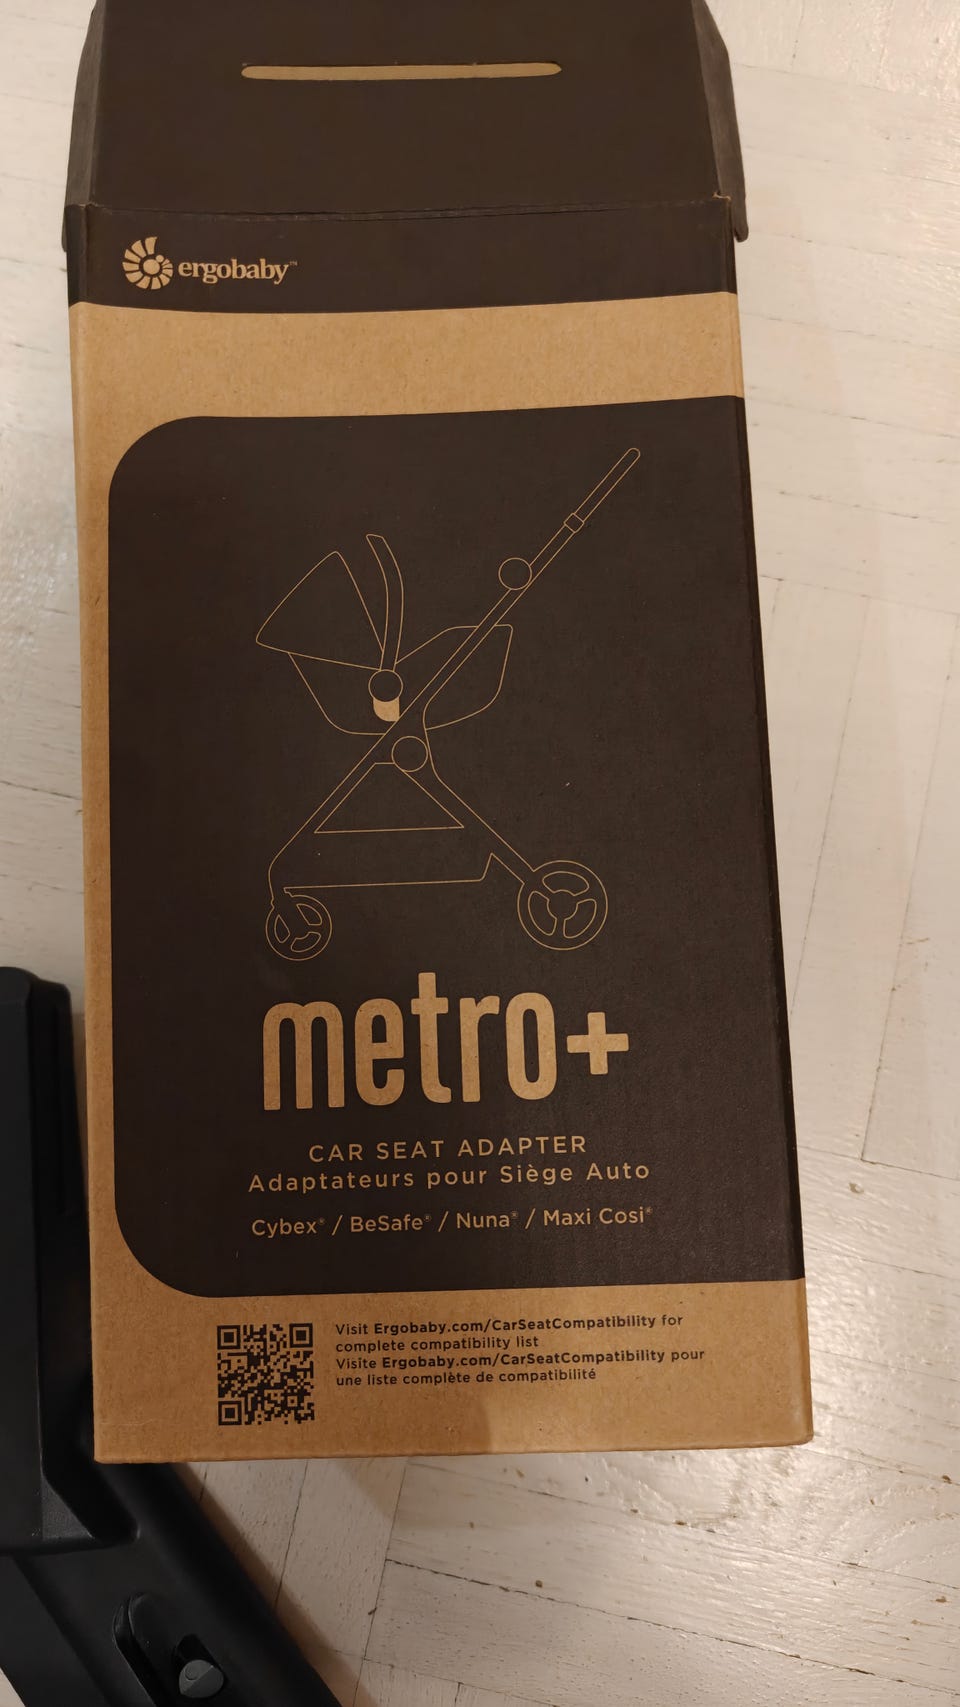 ergobaby™
metro+
CAR SEAT ADAPTER
Adaptateurs pour Siège Auto
Cybex® / BeSafe® / Nuna® / Maxi Cosi®
Visit Ergobaby.com/CarSeatCompatibility for
complete compatibility list
Visite Ergobaby.com/CarSeatCompatibility pour
une liste complète de compatibilité